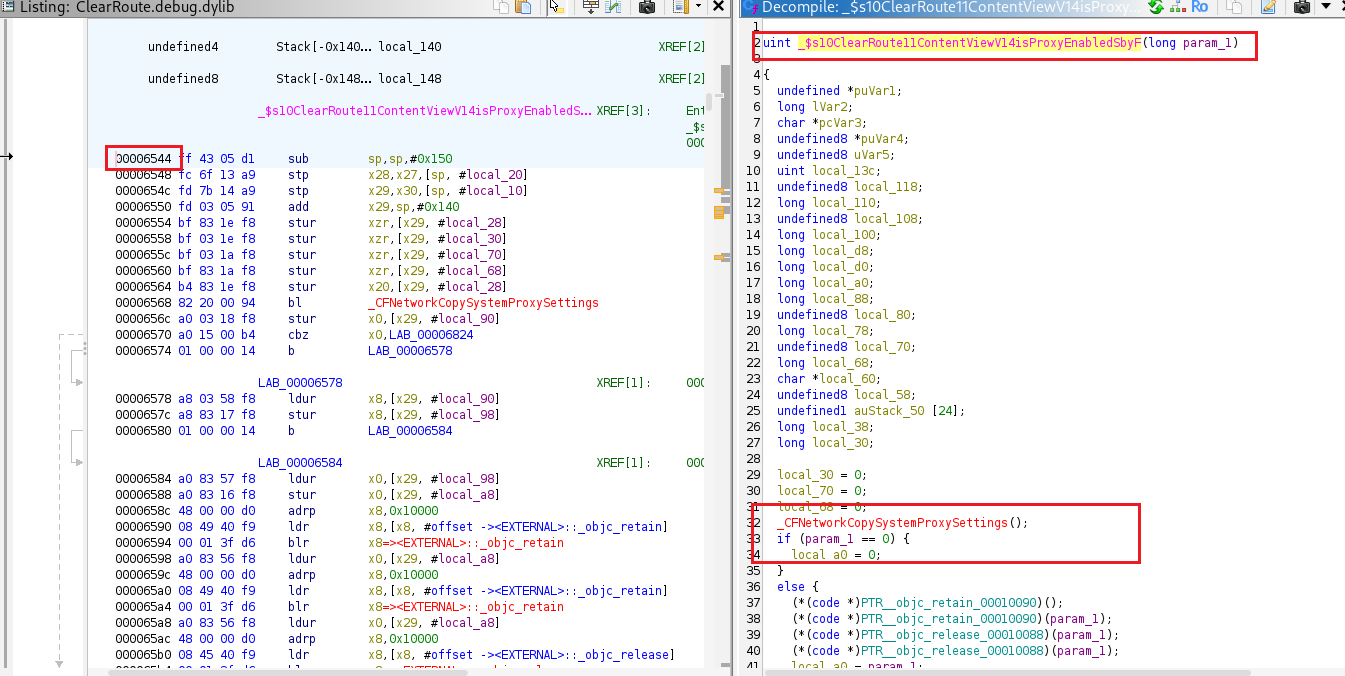 Listing: ClearRoute.debug.dylib
undefined4 Stack[-0x140... local_140 XREF[2]
undefined8 Stack[-0x148... local_148 XREF[2]
_$s10ClearRoute11ContentViewV14isProxyEnabledS... XREF[3]: Ent
_$s
000
00006544 ff 43 05 d1 sub sp,sp,#0x150
00006548 fc 6f 13 a9 stp x28,x27,[sp, #local_20]
0000654c fd 7b 14 a9 stp x29,x30,[sp, #local_10]
00006550 fd 03 05 91 add x29,sp,#0x140
00006554 bf 83 1e f8 stur xzr,[x29, #local_28]
00006558 bf 03 1e f8 stur xzr,[x29, #local_30]
0000655c bf 03 1a f8 stur xzr,[x29, #local_70]
00006560 bf 83 1a f8 stur xzr,[x29, #local_68]
00006564 b4 83 1e f8 stur x20,[x29, #local_28]
00006568 82 20 00 94 bl _CFNetworkCopySystemProxySettings
0000656c a0 03 18 f8 stur x0,[x29, #local_90]
00006570 a0 15 00 b4 cbz x0,LAB_00006824
00006574 01 00 00 14 b LAB_00006578
LAB_00006578 XREF[1]: 000
00006578 a8 03 58 f8 ldur x8,[x29, #local_90]
0000657c a8 83 17 f8 stur x8,[x29, #local_98]
00006580 01 00 00 14 b LAB_00006584
LAB_00006584 XREF[1]: 000
00006584 a0 83 57 f8 ldur x0,[x29, #local_98]
00006588 a0 83 16 f8 stur x0,[x29, #local_a8]
0000658c 48 00 00 d0 adrp x8,0x10000
00006590 08 49 40 f9 ldr x8,[x8, #offset -><EXTERNAL>::_objc_retain]
00006594 00 01 3f d6 blr x8=><EXTERNAL>::_objc_retain
00006598 a0 83 56 f8 ldur x0,[x29, #local_a8]
0000659c 48 00 00 d0 adrp x8,0x10000
000065a0 08 49 40 f9 ldr x8,[x8, #offset -><EXTERNAL>::_objc_retain]
000065a4 00 01 3f d6 blr x8=><EXTERNAL>::_objc_retain
000065a8 a0 83 56 f8 ldur x0,[x29, #local_a8]
000065ac 48 00 00 d0 adrp x8,0x10000
000065b0 08 45 40 f9 ldr x8,[x8, #offset -><EXTERNAL>::_objc_release]
Decompile: _$s10ClearRoute11ContentViewV14isProxy...
Ro
1
2 uint _$s10ClearRoute11ContentViewV14isProxyEnabledSbyF(long param_1)
3
4 {
5 undefined *puVar1;
6 long lVar2;
7 char *pcVar3;
8 undefined8 *puVar4;
9 undefined8 uVar5;
10 uint local_13c;
11 undefined8 local_118;
12 long local_110;
13 undefined8 local_108;
14 long local_100;
15 long local_d8;
16 long local_d0;
17 long local_a0;
18 long local_88;
19 undefined8 local_80;
20 long local_78;
21 undefined8 local_70;
22 long local_68;
23 char *local_60;
24 undefined8 local_58;
25 undefined1 auStack_50 [24];
26 long local_38;
27 long local_30;
28
29 local_30 = 0;
30 local_70 = 0;
31 local_68 = 0;
32 _CFNetworkCopySystemProxySettings();
33 if (param_1 == 0) {
34 local_a0 = 0;
35 }
36 else {
37 (*(code *)PTR__objc_retain_00010090)();
38 (*(code *)PTR__objc_retain_00010090)(param_1);
39 (*(code *)PTR__objc_release_00010088)(param_1);
40 (*(code *)PTR__objc_release_00010088)(param_1);
41 local_a0 = param_1;